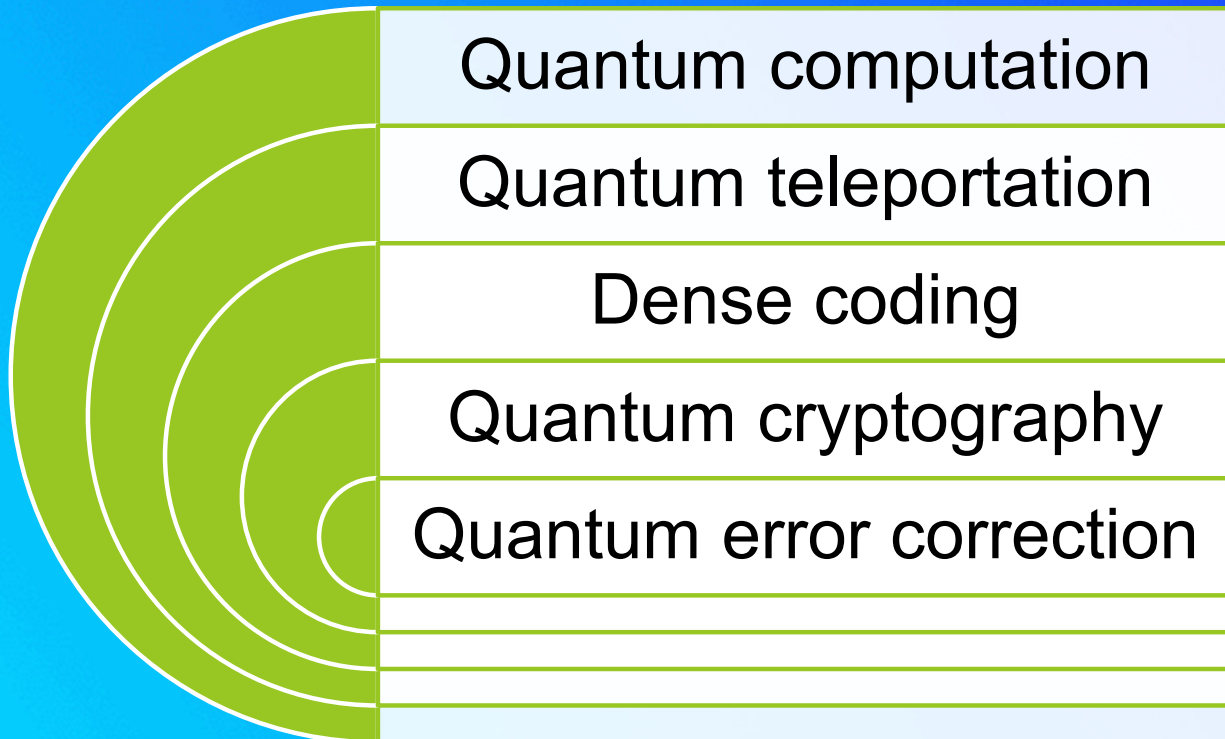 Quantum computation
Quantum teleportation
Dense coding
Quantum cryptography
Quantum error correction